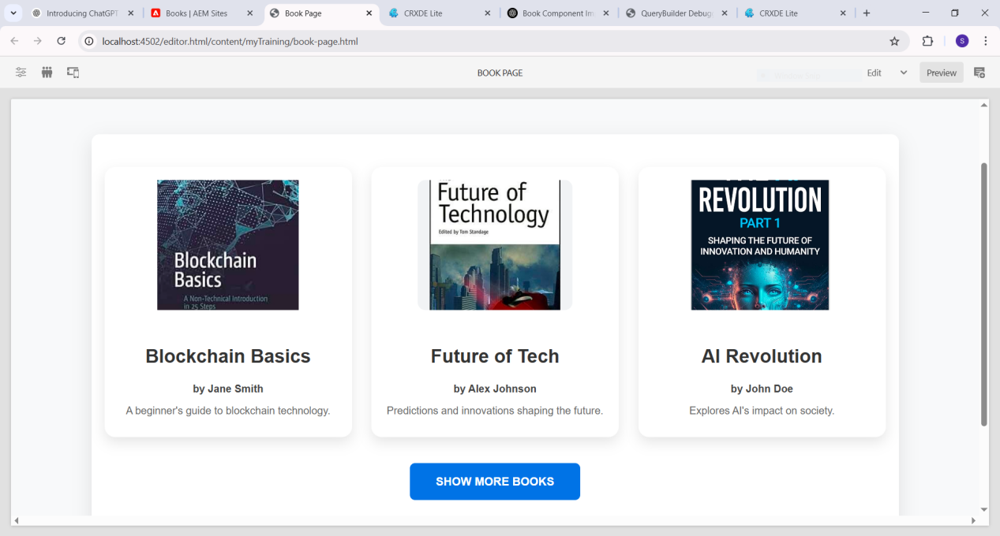 Introducing ChatGPT
Books | AEM Sites
Book Page
CRXDE Lite
Book Component Im
QueryBuilder Debug
CRXDE Lite
localhost:4502/editor.html/content/myTraining/book-page.html
S
BOOK PAGE
Edit
Preview
Blockchain
Basics
A Non-Technical Introduction
in 25 Steps
Future of
Technology
Edited by Tom Standage
REVOLUTION
PART 1
SHAPING THE FUTURE OF
INNOVATION AND HUMANITY
Blockchain Basics
Future of Tech
AI Revolution
by Jane Smith
by Alex Johnson
by John Doe
A beginner's guide to blockchain technology.
Predictions and innovations shaping the future.
Explores AI's impact on society.
SHOW MORE BOOKS